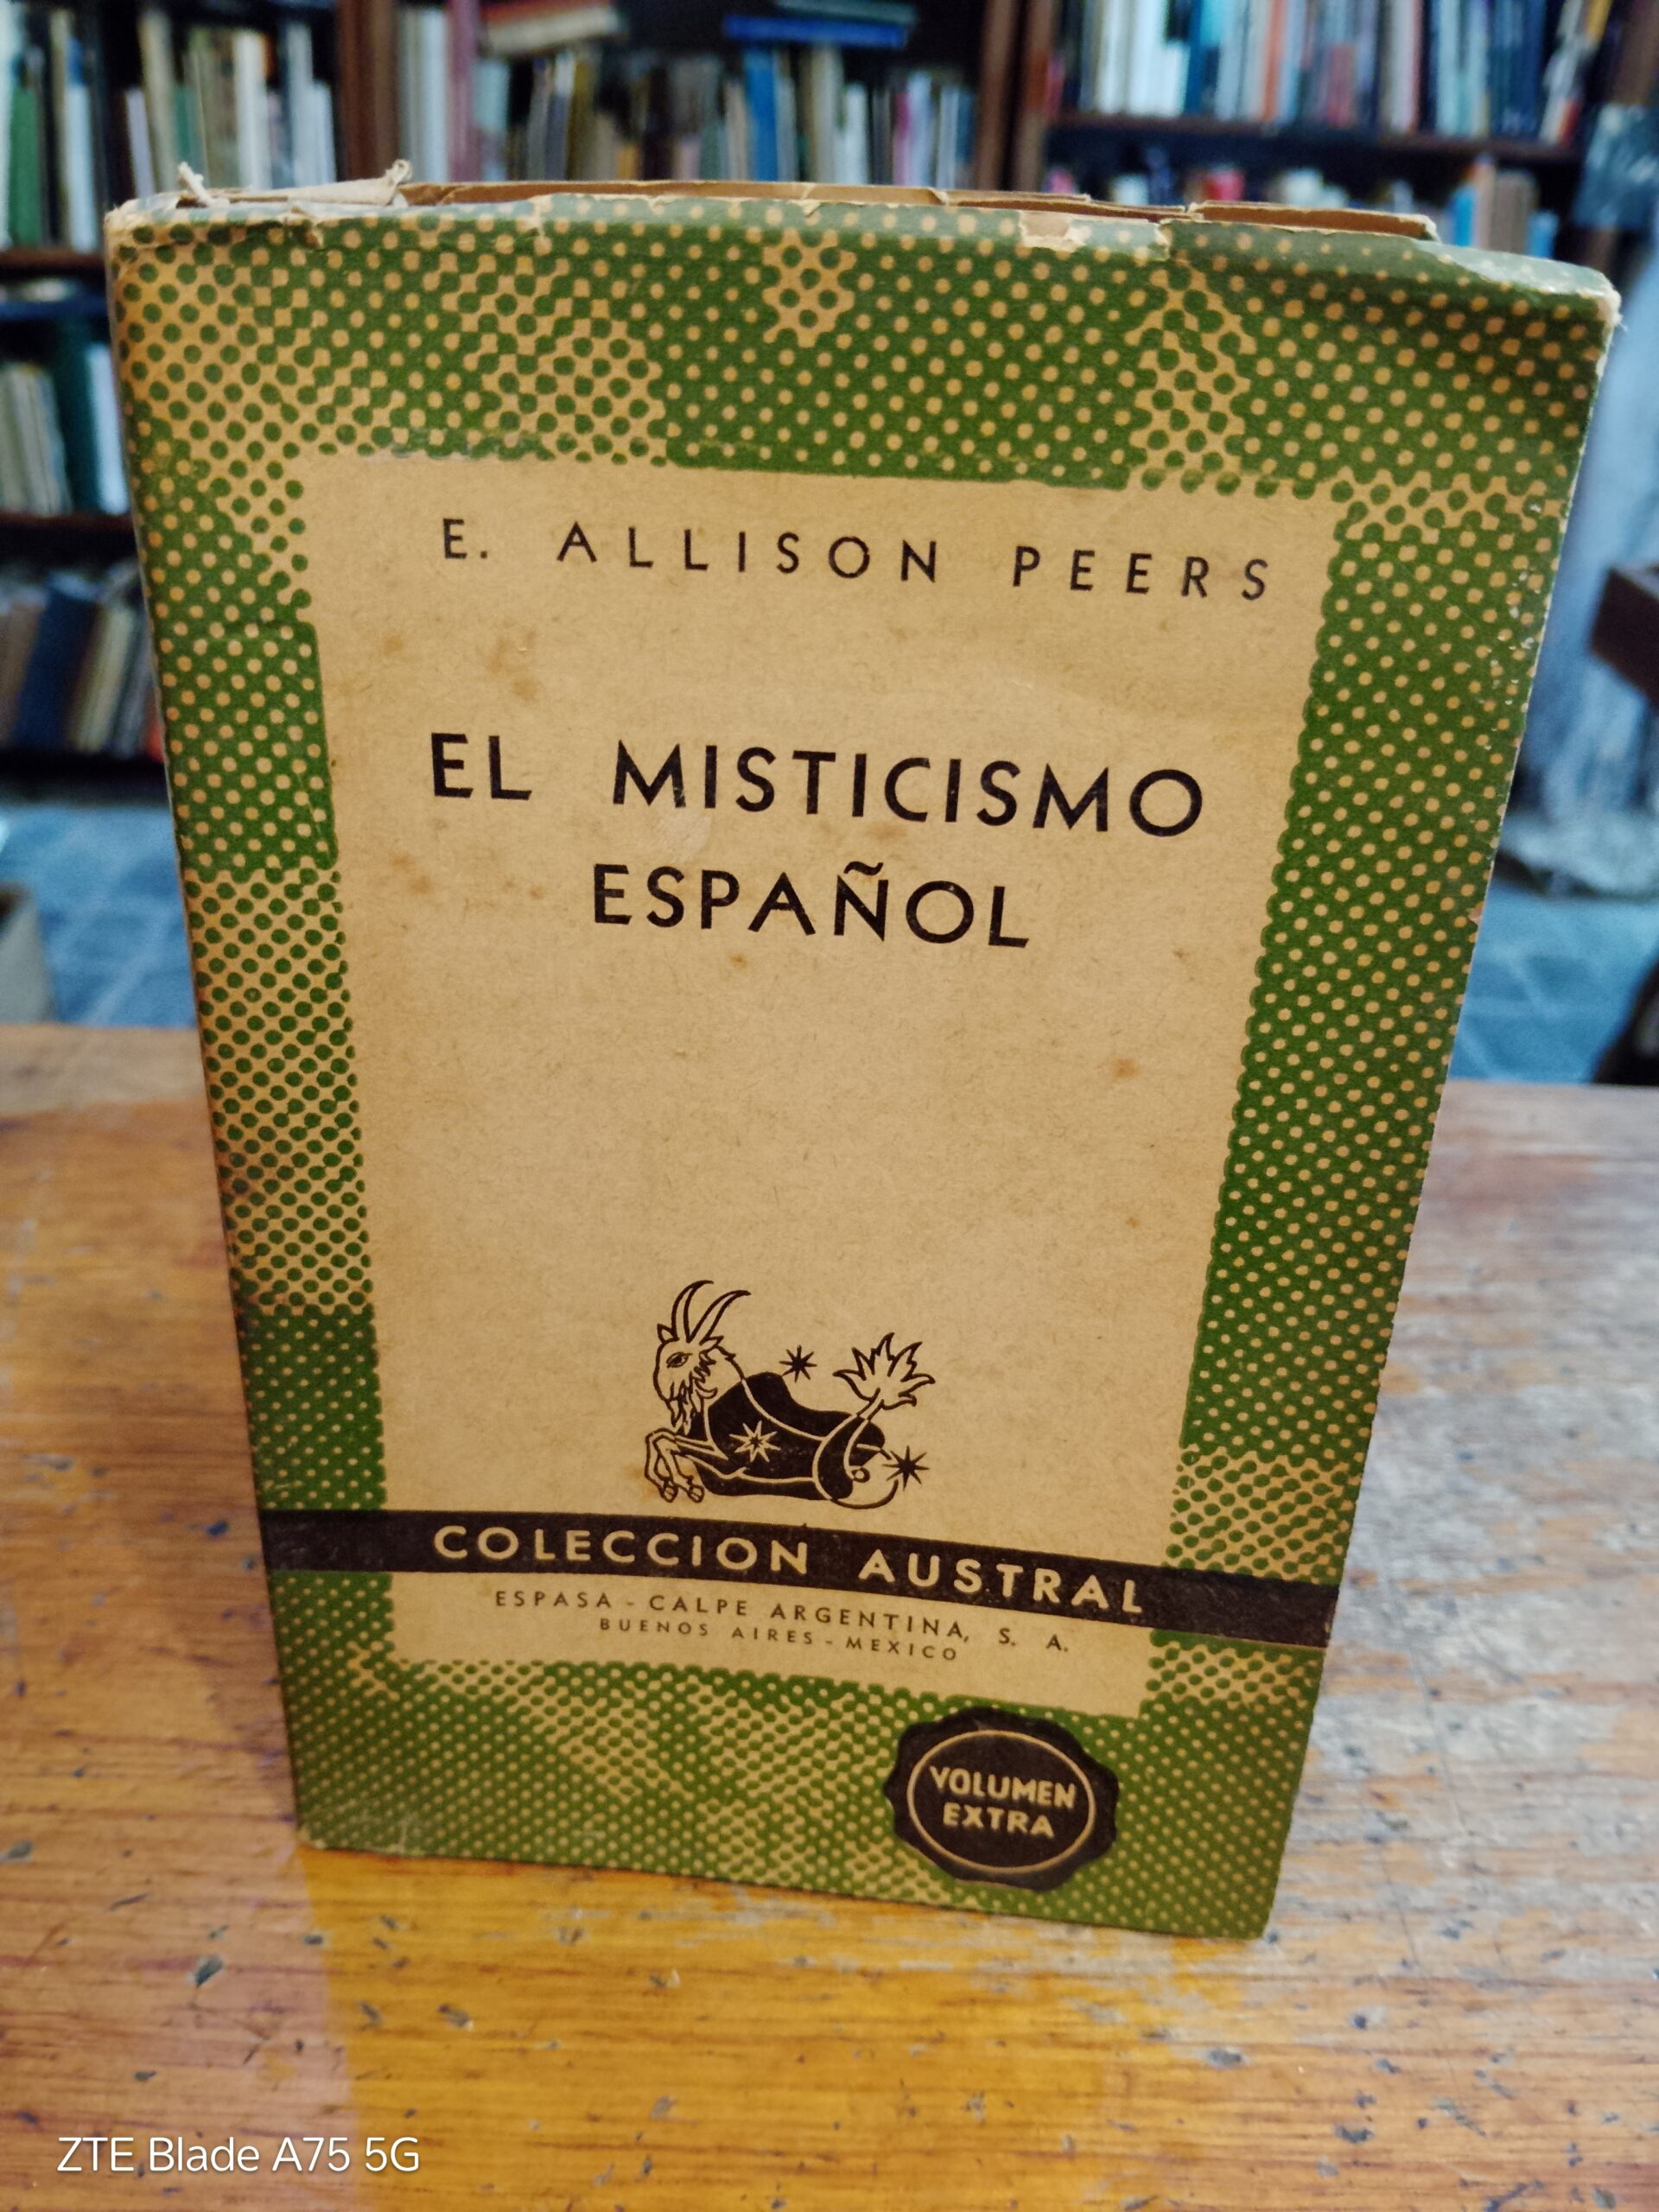 E. ALLISON PEERS
EL MISTICISMO
ESPAÑOL
COLECCION AUSTRAL
ESPASA - CALPE ARGENTINA, S. A.
BUENOS AIRES - MEXICO
VOLUMEN
EXTRA
ZTE Blade A75 5G